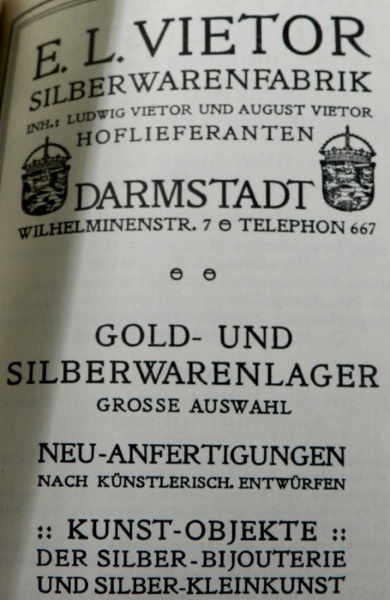 E. L. VIETOR
SILBERWARENFABRIK
INH.: LUDWIG VIETOR UND AUGUST VIETOR
HOFLIEFERANTEN
DARMSTADT
WILHELMINENSTR. 7 ⊖ TELEPHON 667
⊖ ⊖
GOLD- UND
SILBERWARENLAGER
GROSSE AUSWAHL
NEU-ANFERTIGUNGEN
NACH KÜNSTLERISCH. ENTWÜRFEN
:: KUNST-OBJEKTE ::
DER SILBER-BIJOUTERIE
UND SILBER-KLEINKUNST